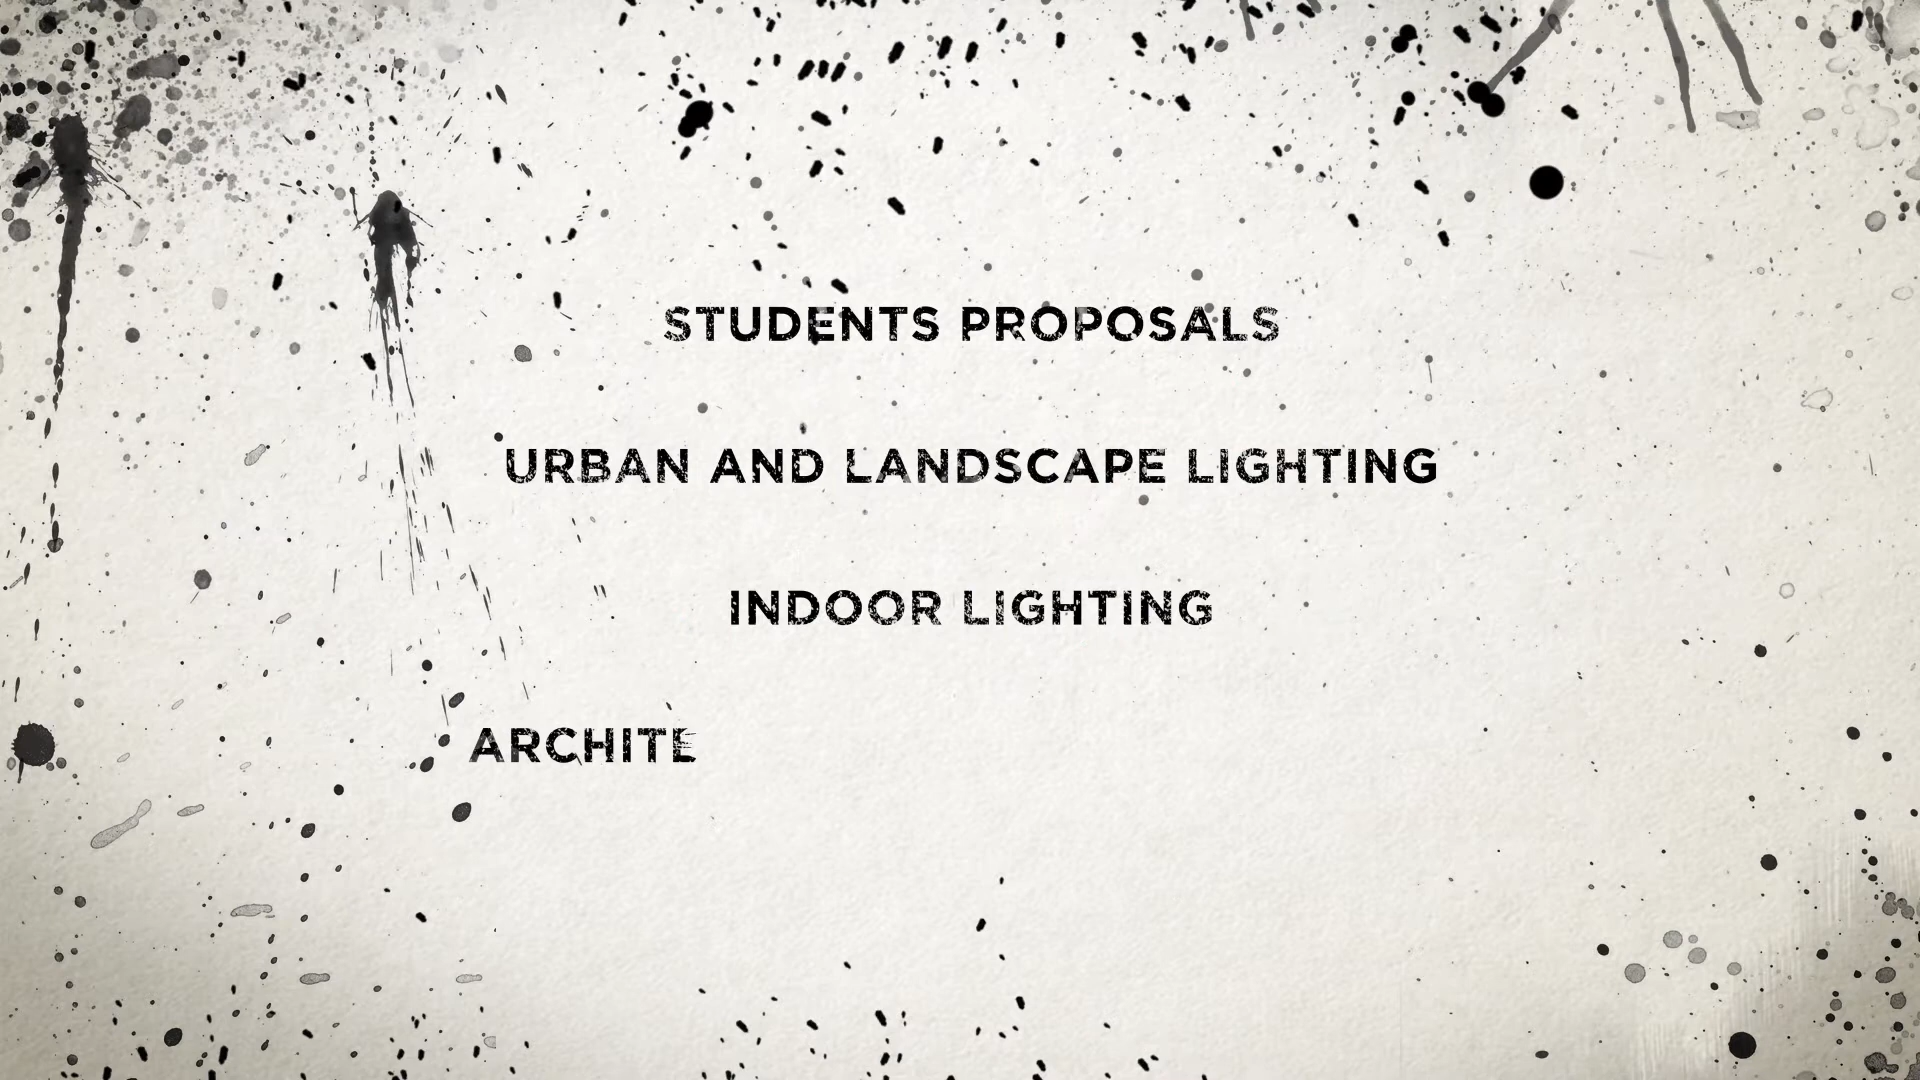 STUDENTS PROPOSALS
URBAN AND LANDSCAPE LIGHTING
INDOOR LIGHTING
ARCHITE